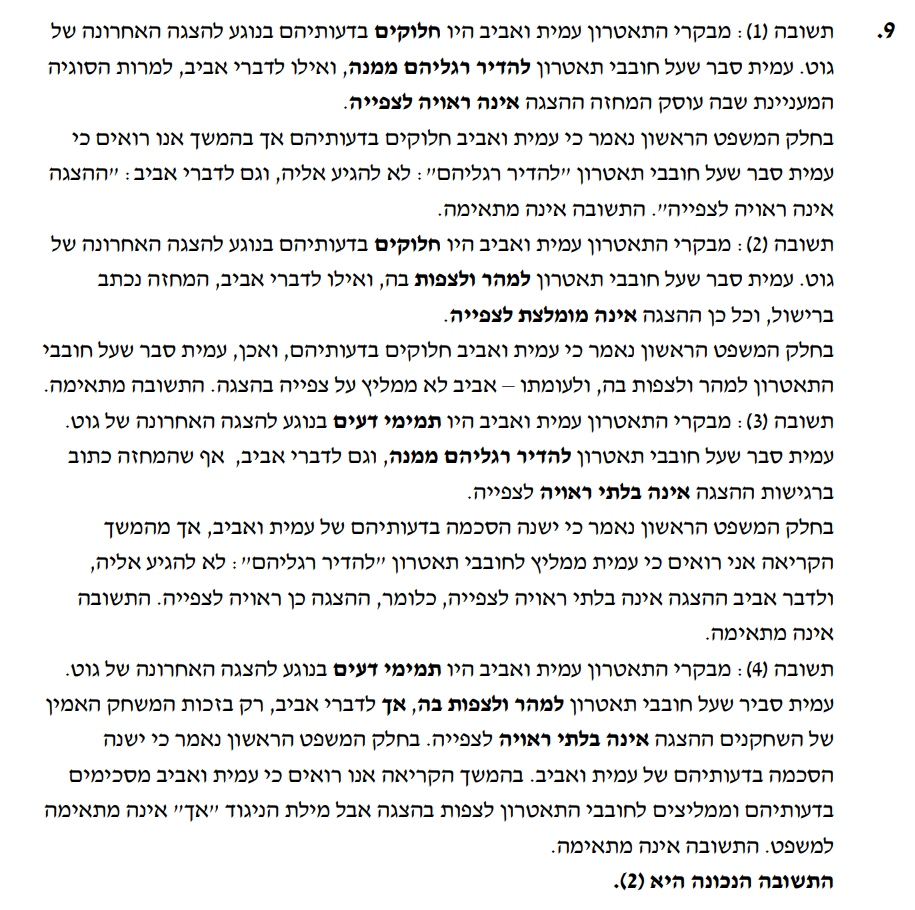 9. תשובה (1): מבקרי התאטרון עמית ואביב היו חלוקים בדעותיהם בנוגע להצגה האחרונה של
גוט. עמית סבר שעל חובבי תאטרון להדיר רגליהם ממנה, ואילו לדברי אביב, למרות הסוגיה
המעניינת שבה עוסק המחזה ההצגה אינה ראויה לצפייה.
בחלק המשפט הראשון נאמר כי עמית ואביב חלוקים בדעותיהם אך בהמשך אנו רואים כי
עמית סבר שעל חובבי תאטרון "להדיר רגליהם": לא להגיע אליה, וגם לדברי אביב: "ההצגה
אינה ראויה לצפייה". התשובה אינה מתאימה.
תשובה (2): מבקרי התאטרון עמית ואביב היו חלוקים בדעותיהם בנוגע להצגה האחרונה של
גוט. עמית סבר שעל חובבי תאטרון למהר ולצפות בה, ואילו לדברי אביב, המחזה נכתב
ברישול, וכל כן ההצגה אינה מומלצת לצפייה.
בחלק המשפט הראשון נאמר כי עמית ואביב חלוקים בדעותיהם, ואכן, עמית סבר שעל חובבי
התאטרון למהר ולצפות בה, ולעומתו – אביב לא ממליץ על צפייה בהצגה. התשובה מתאימה.
תשובה (3): מבקרי התאטרון עמית ואביב היו תמימי דעים בנוגע להצגה האחרונה של גוט.
עמית סבר שעל חובבי תאטרון להדיר רגליהם ממנה, וגם לדברי אביב, אף שהמחזה כתוב
ברגישות ההצגה אינה בלתי ראויה לצפייה.
בחלק המשפט הראשון נאמר כי ישנה הסכמה בדעותיהם של עמית ואביב, אך מהמשך
הקריאה אני רואים כי עמית ממליץ לחובבי תאטרון "להדיר רגליהם": לא להגיע אליה,
ולדבר אביב ההצגה אינה בלתי ראויה לצפייה, כלומר, ההצגה כן ראויה לצפייה. התשובה
אינה מתאימה.
תשובה (4): מבקרי התאטרון עמית ואביב היו תמימי דעים בנוגע להצגה האחרונה של גוט.
עמית סביר שעל חובבי תאטרון למהר ולצפות בה, אך לדברי אביב, רק בזכות המשחק האמין
של השחקנים ההצגה אינה בלתי ראויה לצפייה. בחלק המשפט הראשון נאמר כי ישנה
הסכמה בדעותיהם של עמית ואביב. בהמשך הקריאה אנו רואים כי עמית ואביב מסכימים
בדעותיהם וממליצים לחובבי התאטרון לצפות בהצגה אבל מילת הניגוד "אך" אינה מתאימה
למשפט. התשובה אינה מתאימה.
התשובה הנכונה היא (2).